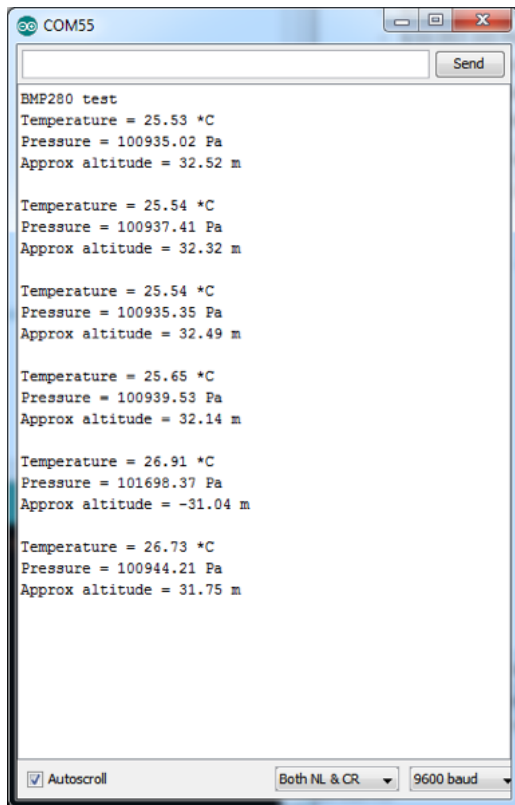 COM55
Send
BMP280 test
Temperature = 25.53 *C
Pressure = 100935.02 Pa
Approx altitude = 32.52 m
Temperature = 25.54 *C
Pressure = 100937.41 Pa
Approx altitude = 32.32 m
Temperature = 25.54 *C
Pressure = 100935.35 Pa
Approx altitude = 32.49 m
Temperature = 25.65 *C
Pressure = 100939.53 Pa
Approx altitude = 32.14 m
Temperature = 26.91 *C
Pressure = 101698.37 Pa
Approx altitude = -31.04 m
Temperature = 26.73 *C
Pressure = 100944.21 Pa
Approx altitude = 31.75 m
Autoscroll Both NL & CR 9600 baud